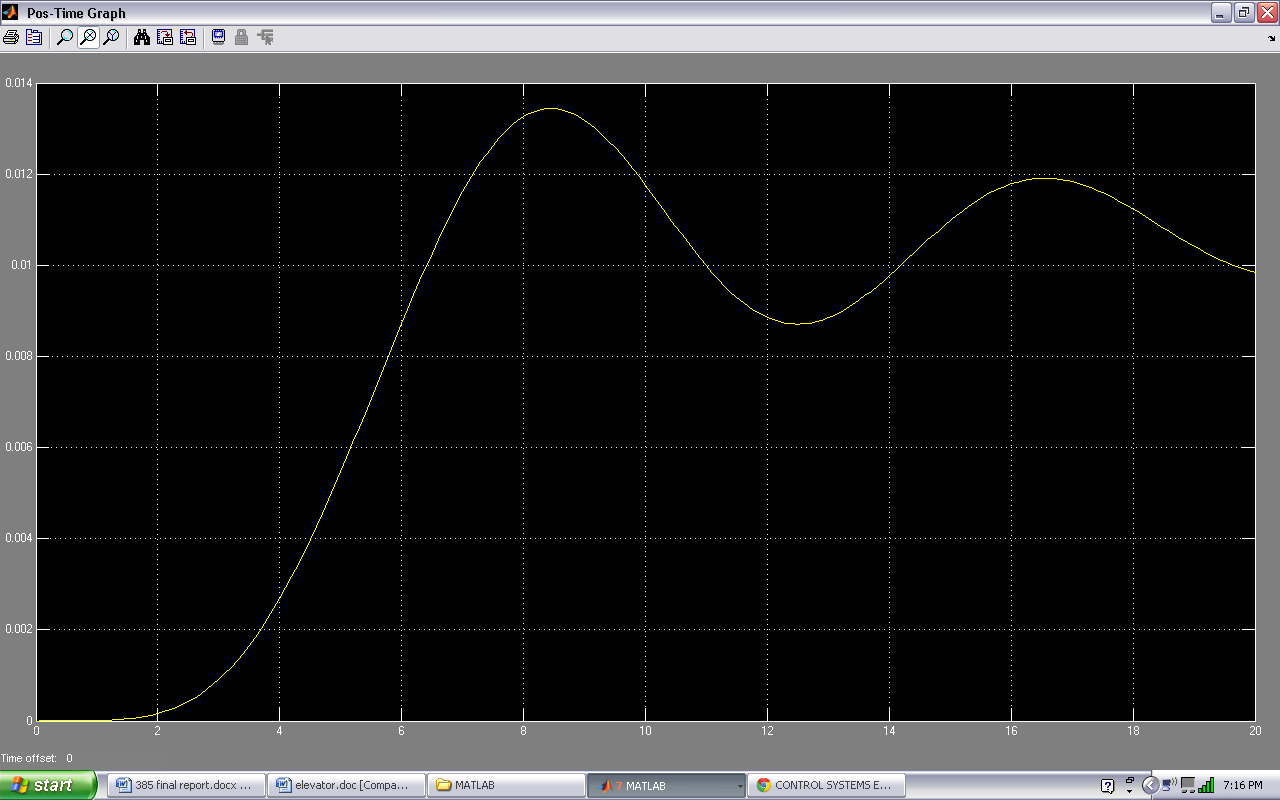 Pos-Time Graph
0.014
0.012
0.01
0.008
0.006
0.004
0.002
0
0 2 4 6 8 10 12 14 16 18 20
Time offset: 0
start 385 final report.docx ... elevator.doc [Compa... MATLAB 7 MATLAB CONTROL SYSTEMS E... 7:16 PM